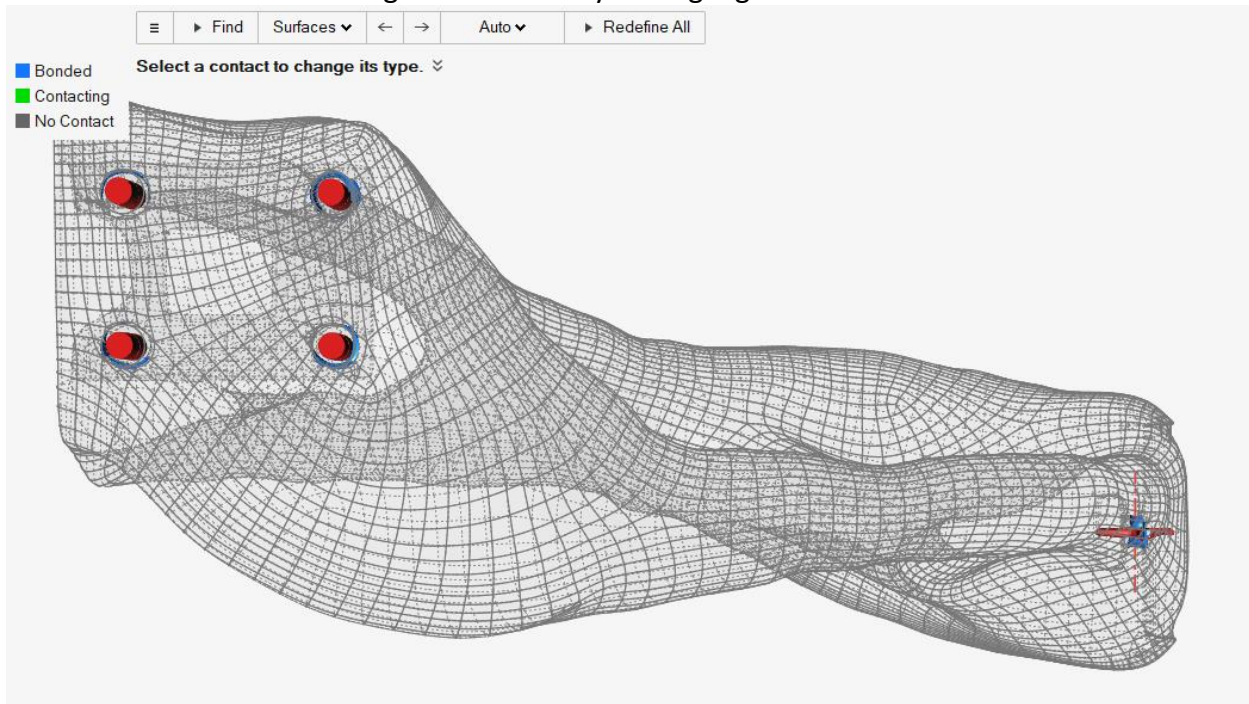 ≡ ▸ Find Surfaces ← → Auto ▸ Redefine All
Select a contact to change its type.
Bonded
Contacting
No Contact